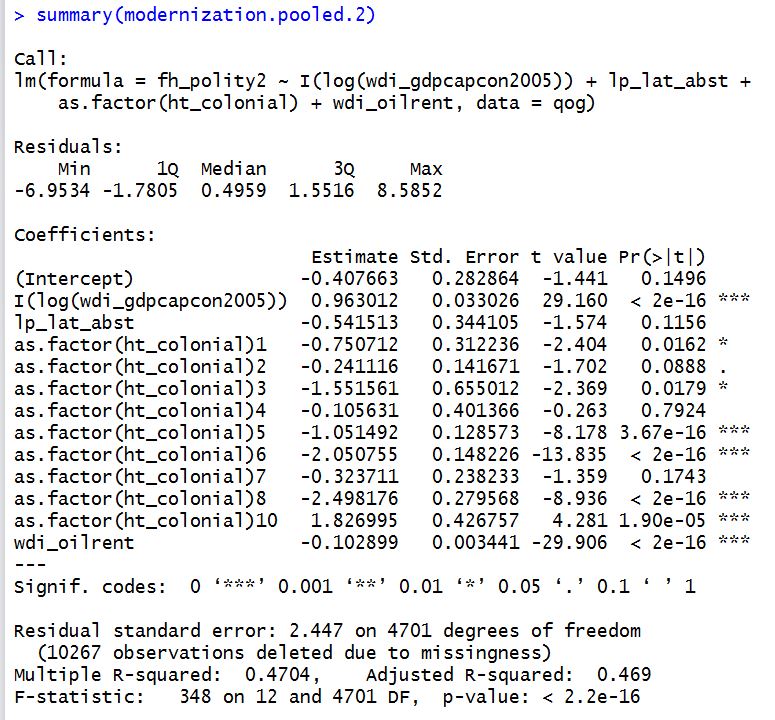 > summary(modernization.pooled.2)
Call:
lm(formula = fh_polity2 ~ I(log(wdi_gdpcapcon2005)) + lp_lat_abst +
    as.factor(ht_colonial) + wdi_oilrent, data = qog)
Residuals:
    Min      1Q  Median      3Q     Max
-6.9534 -1.7805  0.4959  1.5516  8.5852
Coefficients:
                           Estimate Std. Error t value Pr(>|t|)
(Intercept)               -0.407663   0.282864  -1.441   0.1496
I(log(wdi_gdpcapcon2005))  0.963012   0.033026  29.160  < 2e-16 ***
lp_lat_abst               -0.541513   0.344105  -1.574   0.1156
as.factor(ht_colonial)1   -0.750712   0.312236  -2.404   0.0162 *
as.factor(ht_colonial)2   -0.241116   0.141671  -1.702   0.0888 .
as.factor(ht_colonial)3   -1.551561   0.655012  -2.369   0.0179 *
as.factor(ht_colonial)4   -0.105631   0.401366  -0.263   0.7924
as.factor(ht_colonial)5   -1.051492   0.128573  -8.178 3.67e-16 ***
as.factor(ht_colonial)6   -2.050755   0.148226 -13.835  < 2e-16 ***
as.factor(ht_colonial)7   -0.323711   0.238233  -1.359   0.1743
as.factor(ht_colonial)8   -2.498176   0.279568  -8.936  < 2e-16 ***
as.factor(ht_colonial)10   1.826995   0.426757   4.281 1.90e-05 ***
wdi_oilrent               -0.102899   0.003441 -29.906  < 2e-16 ***
---
Signif. codes:  0 ‘***’ 0.001 ‘**’ 0.01 ‘*’ 0.05 ‘.’ 0.1 ‘ ’ 1
Residual standard error: 2.447 on 4701 degrees of freedom
  (10267 observations deleted due to missingness)
Multiple R-squared:  0.4704,    Adjusted R-squared:  0.469
F-statistic:   348 on 12 and 4701 DF,  p-value: < 2.2e-16